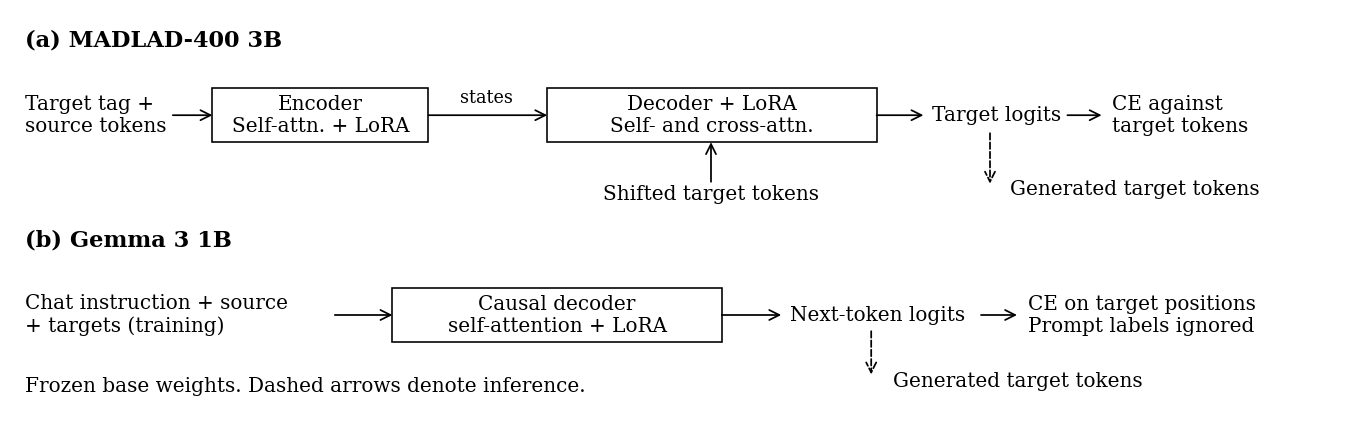 (a) MADLAD-400 3B
Target tag +
source tokens
Encoder
Self-attn. + LoRA
states
Decoder + LoRA
Self- and cross-attn.
Target logits
CE against
target tokens
Shifted target tokens
Generated target tokens
(b) Gemma 3 1B
Chat instruction + source
+ targets (training)
Causal decoder
self-attention + LoRA
Next-token logits
CE on target positions
Prompt labels ignored
Generated target tokens
Frozen base weights. Dashed arrows denote inference.